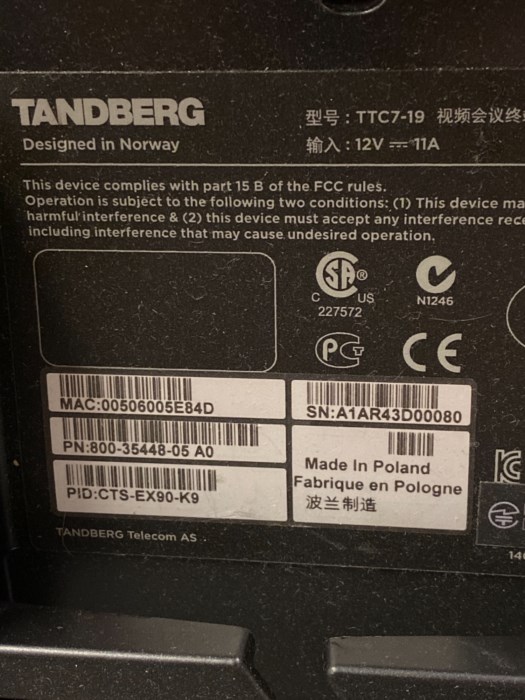 TANDBERG
Designed in Norway
型号：TTC7-19 视频会议终
输入：12V ⎓ 11A
This device complies with part 15 B of the FCC rules.
Operation is subject to the following two conditions: (1) This device ma
harmful interference & (2) this device must accept any interference rece
including interference that may cause undesired operation.
SA®
C US
227572
N1246
PCT
CE
MAC:00506005E84D
SN:A1AR43D00080
PN:800-35448-05 A0
PID:CTS-EX90-K9
Made In Poland
Fabrique en Pologne
波兰制造
TANDBERG Telecom AS .